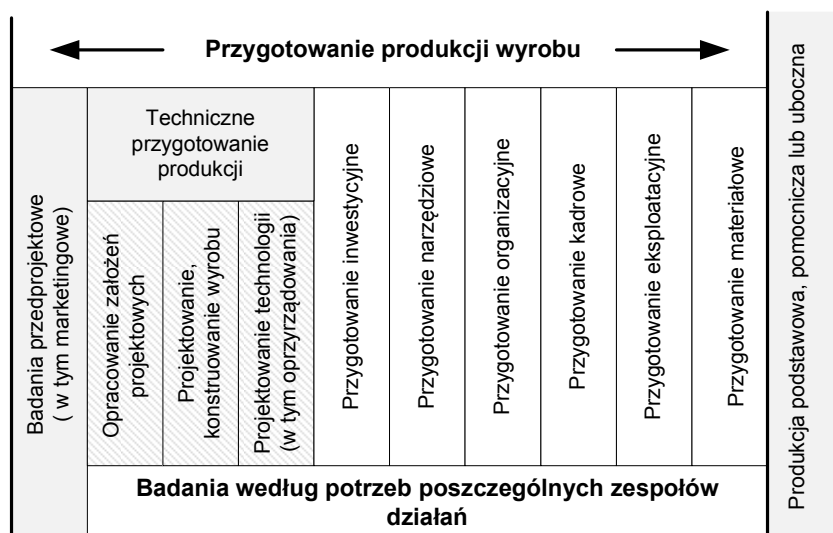 Przygotowanie produkcji wyrobu
Badania przedprojektowe
( w tym marketingowe)
Techniczne
przygotowanie
produkcji
Opracowanie założeń
projektowych
Projektowanie,
konstruowanie wyrobu
Projektowanie technologii
(w tym oprzyrządowania)
Przygotowanie inwestycyjne
Przygotowanie narzędziowe
Przygotowanie organizacyjne
Przygotowanie kadrowe
Przygotowanie eksploatacyjne
Przygotowanie materiałowe
Badania według potrzeb poszczególnych zespołów
działań
Produkcja podstawowa, pomocnicza lub uboczna